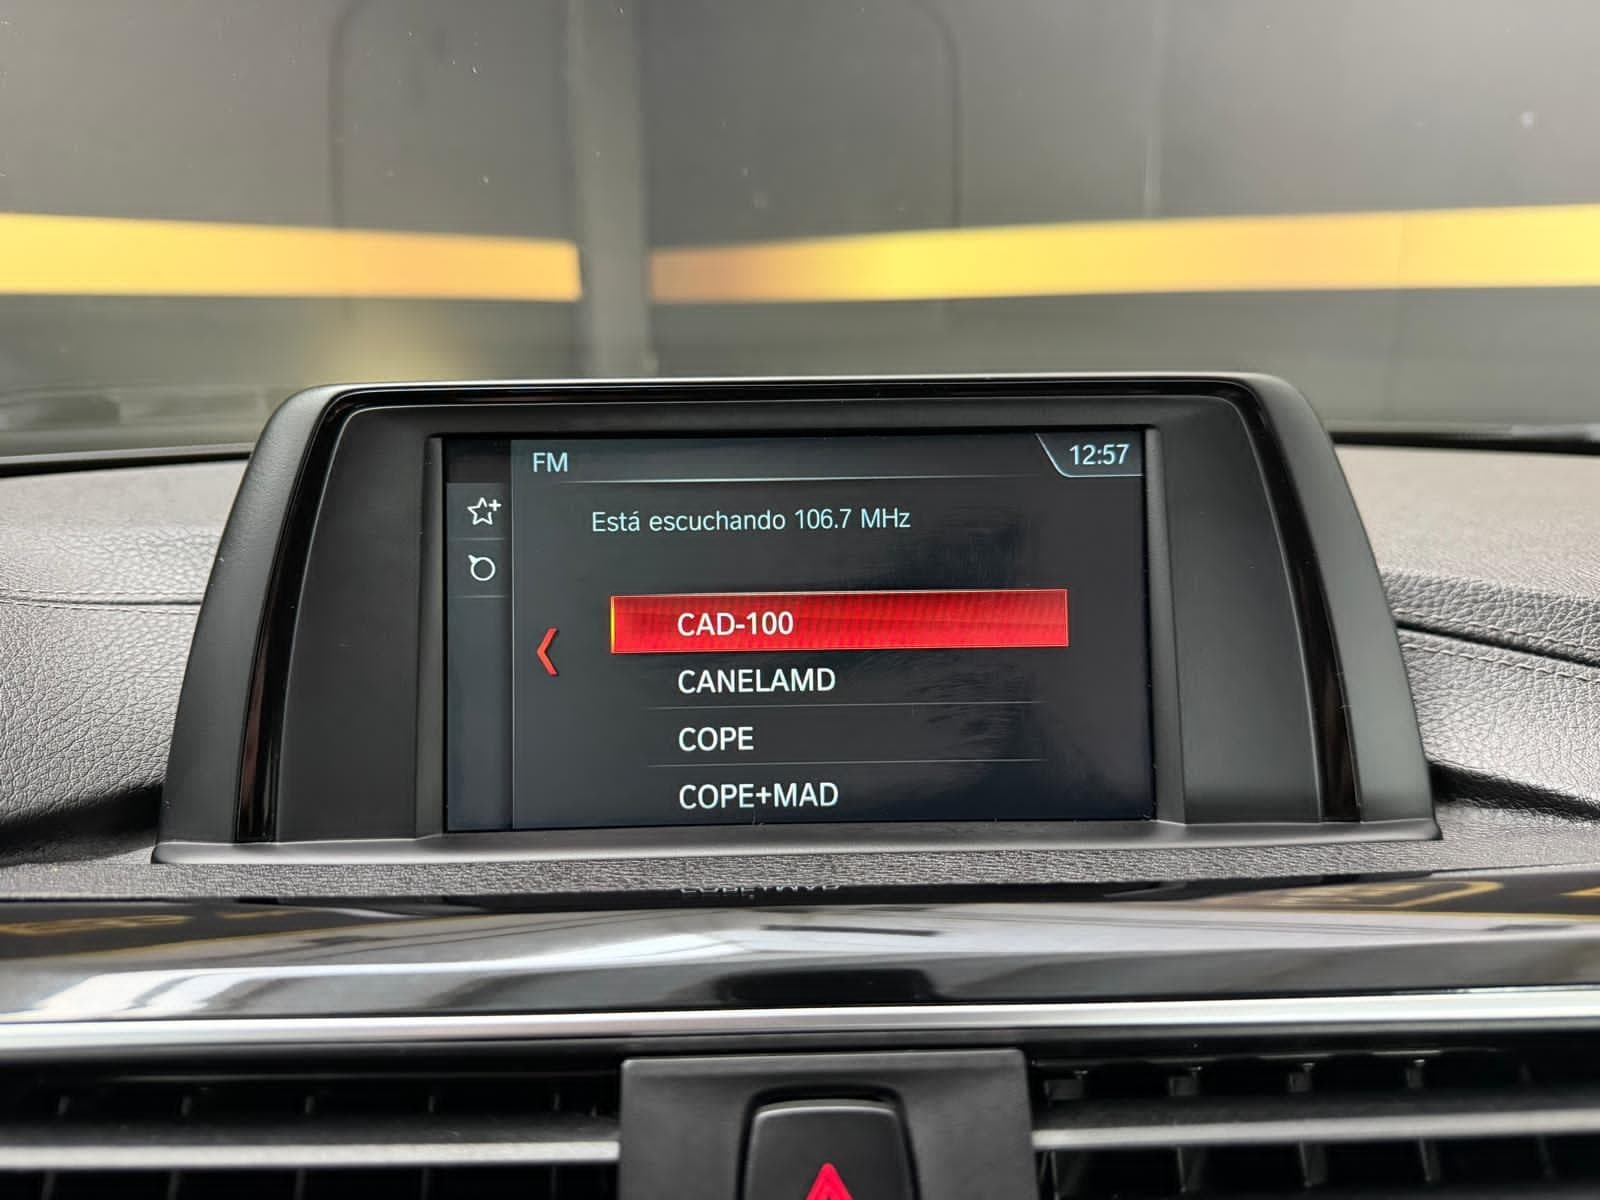 FM
12:57
Está escuchando 106.7 MHz
CAD-100
CANELAMD
COPE
COPE+MAD